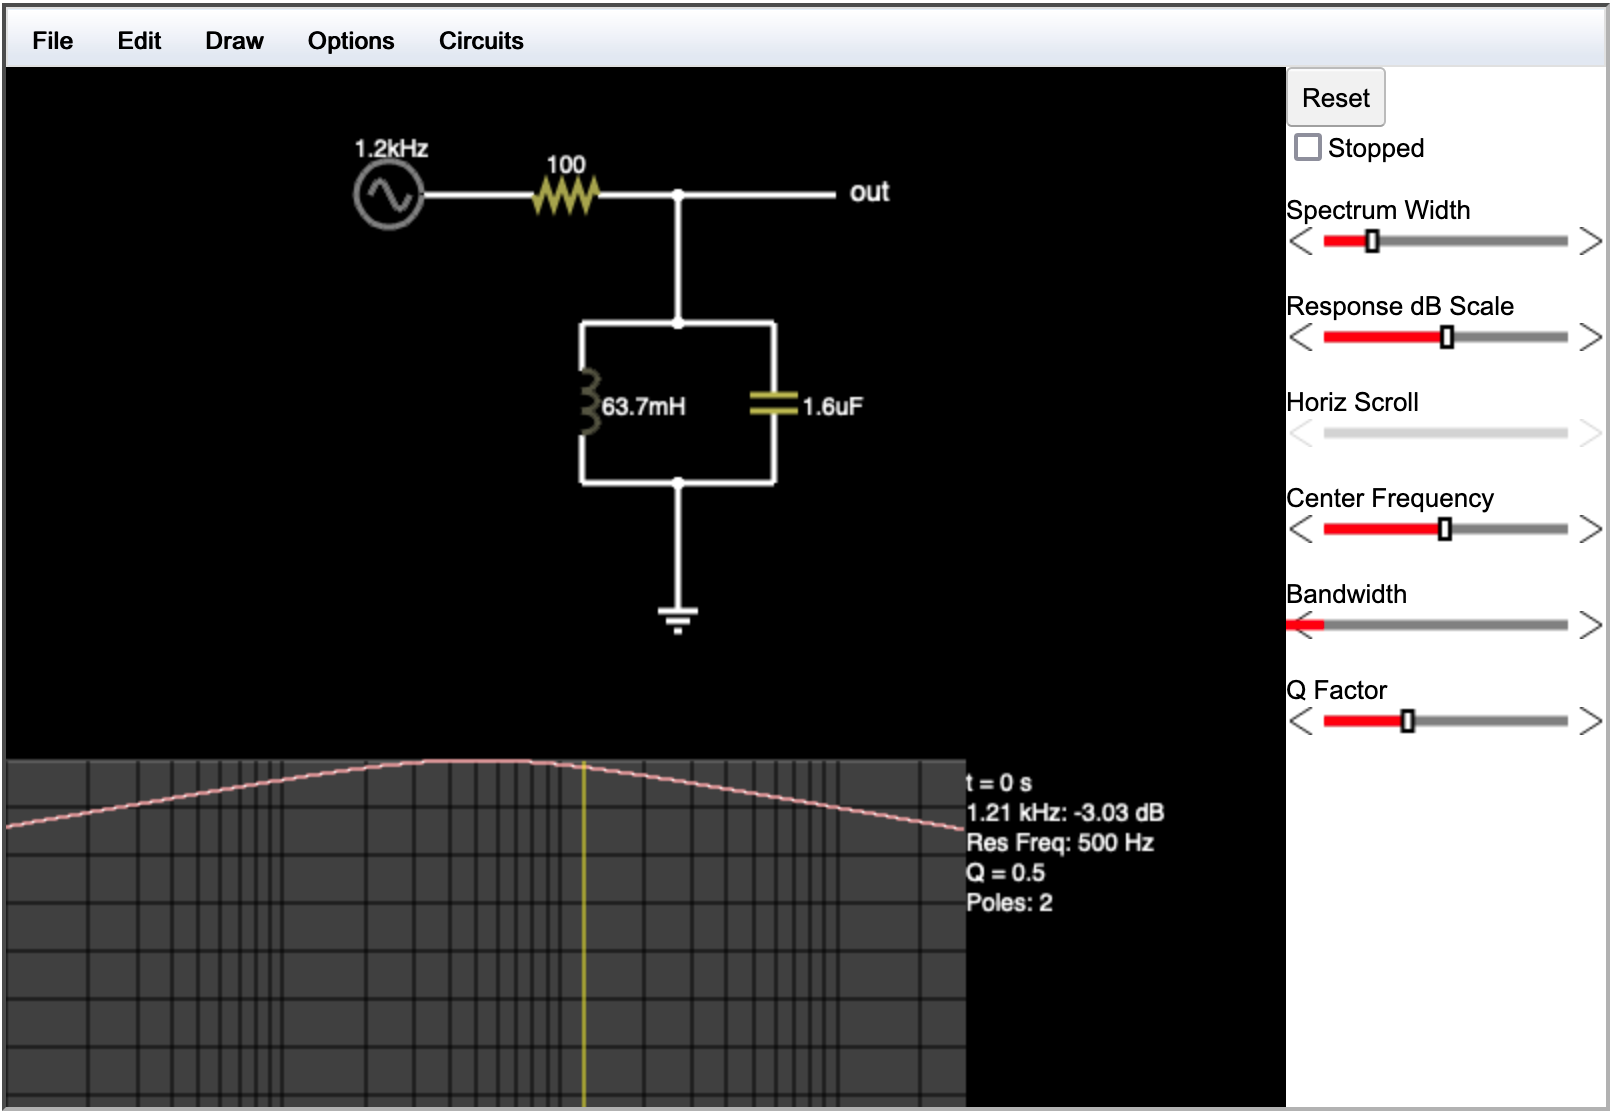 File Edit Draw Options Circuits
Reset
Stopped
Spectrum Width
Response dB Scale
Horiz Scroll
Center Frequency
Bandwidth
Q Factor
1.2kHz
100
out
63.7mH
1.6uF
t = 0 s
1.21 kHz: -3.03 dB
Res Freq: 500 Hz
Q = 0.5
Poles: 2